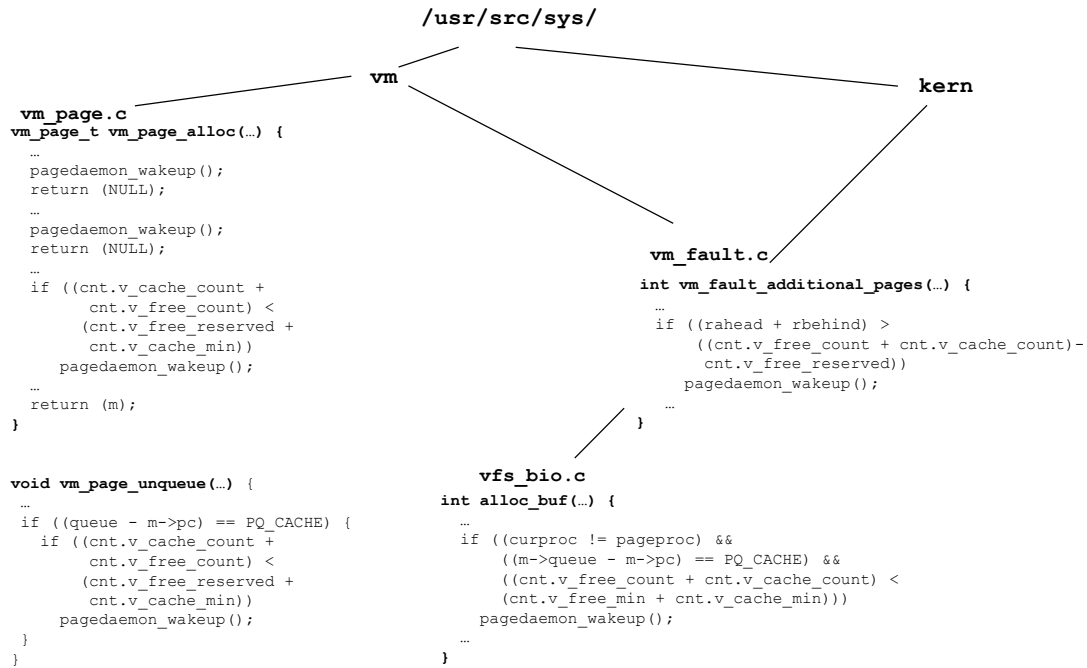 /usr/src/sys/
vm
kern
vm_page.c
vm_page_t vm_page_alloc(…) {
…
pagedaemon_wakeup();
return (NULL);
…
pagedaemon_wakeup();
return (NULL);
…
if ((cnt.v_cache_count +
cnt.v_free_count) <
(cnt.v_free_reserved +
cnt.v_cache_min))
pagedaemon_wakeup();
…
return (m);
}
void vm_page_unqueue(…) {
…
if ((queue - m->pc) == PQ_CACHE) {
if ((cnt.v_cache_count +
cnt.v_free_count) <
(cnt.v_free_reserved +
cnt.v_cache_min))
pagedaemon_wakeup();
}
}
vm_fault.c
int vm_fault_additional_pages(…) {
…
if ((rahead + rbehind) >
((cnt.v_free_count + cnt.v_cache_count)-
cnt.v_free_reserved))
pagedaemon_wakeup();
…
}
vfs_bio.c
int alloc_buf(…) {
…
if ((curproc != pageproc) &&
((m->queue - m->pc) == PQ_CACHE) &&
((cnt.v_free_count + cnt.v_cache_count) <
(cnt.v_free_min + cnt.v_cache_min)))
pagedaemon_wakeup();
…
}